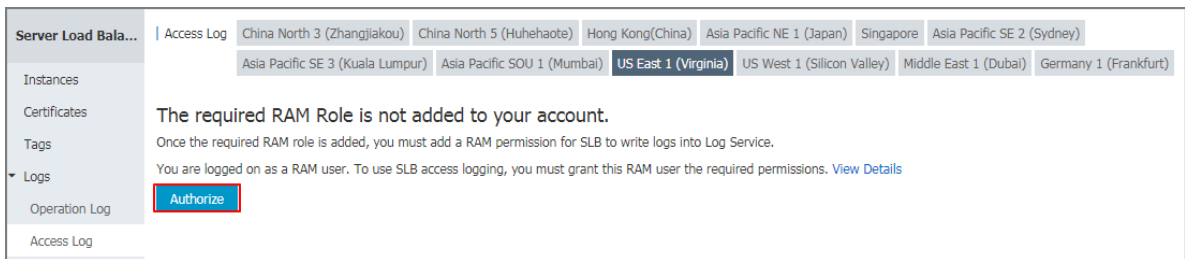 Server Load Bala...
Access Log China North 3 (Zhangjiakou) China North 5 (Huhehaote) Hong Kong(China) Asia Pacific NE 1 (Japan) Singapore Asia Pacific SE 2 (Sydney)
Asia Pacific SE 3 (Kuala Lumpur) Asia Pacific SOU 1 (Mumbai) US East 1 (Virginia) US West 1 (Silicon Valley) Middle East 1 (Dubai) Germany 1 (Frankfurt)
Instances
Certificates
Tags
Logs
Operation Log
Access Log
The required RAM Role is not added to your account.
Once the required RAM role is added, you must add a RAM permission for SLB to write logs into Log Service.
You are logged on as a RAM user. To use SLB access logging, you must grant this RAM user the required permissions. View Details
Authorize